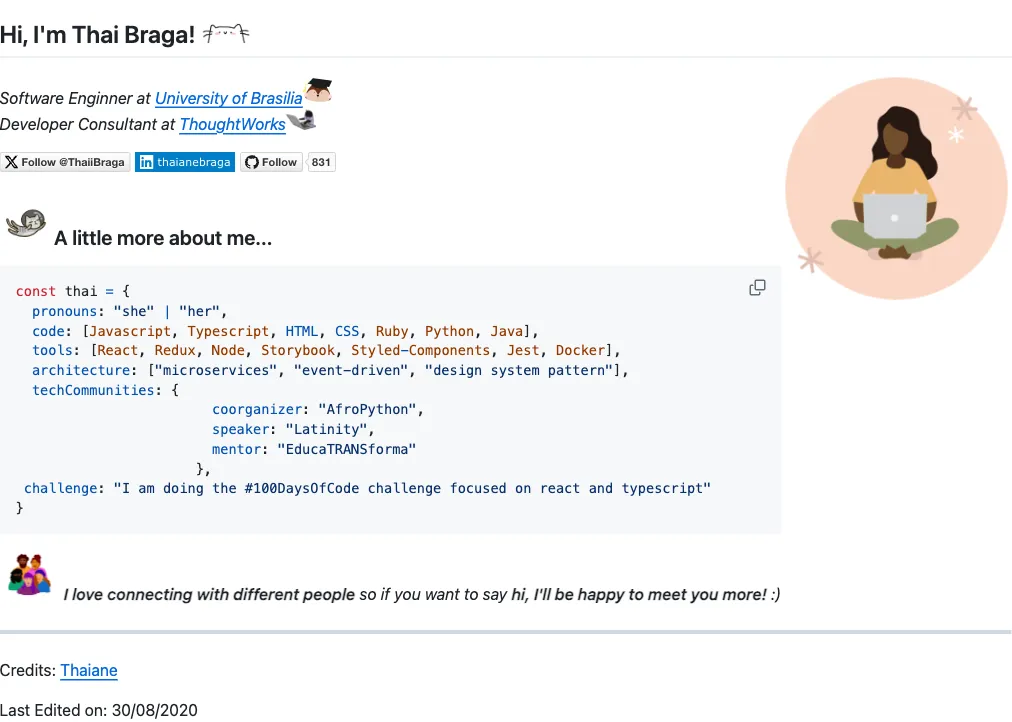 Hi, I'm Thai Braga!
Software Enginner at University of Brasilia
Developer Consultant at ThoughtWorks
Follow @ThaiiBraga thaianebraga Follow 831
A little more about me...
const thai = {
  pronouns: "she" | "her",
  code: [Javascript, Typescript, HTML, CSS, Ruby, Python, Java],
  tools: [React, Redux, Node, Storybook, Styled-Components, Jest, Docker],
  architecture: ["microservices", "event-driven", "design system pattern"],
  techCommunities: {
                        coorganizer: "AfroPython",
                        speaker: "Latinity",
                        mentor: "EducaTRANSforma"
                      },
 challenge: "I am doing the #100DaysOfCode challenge focused on react and typescript"
}
I love connecting with different people so if you want to say hi, I'll be happy to meet you more! :)
Credits: Thaiane
Last Edited on: 30/08/2020